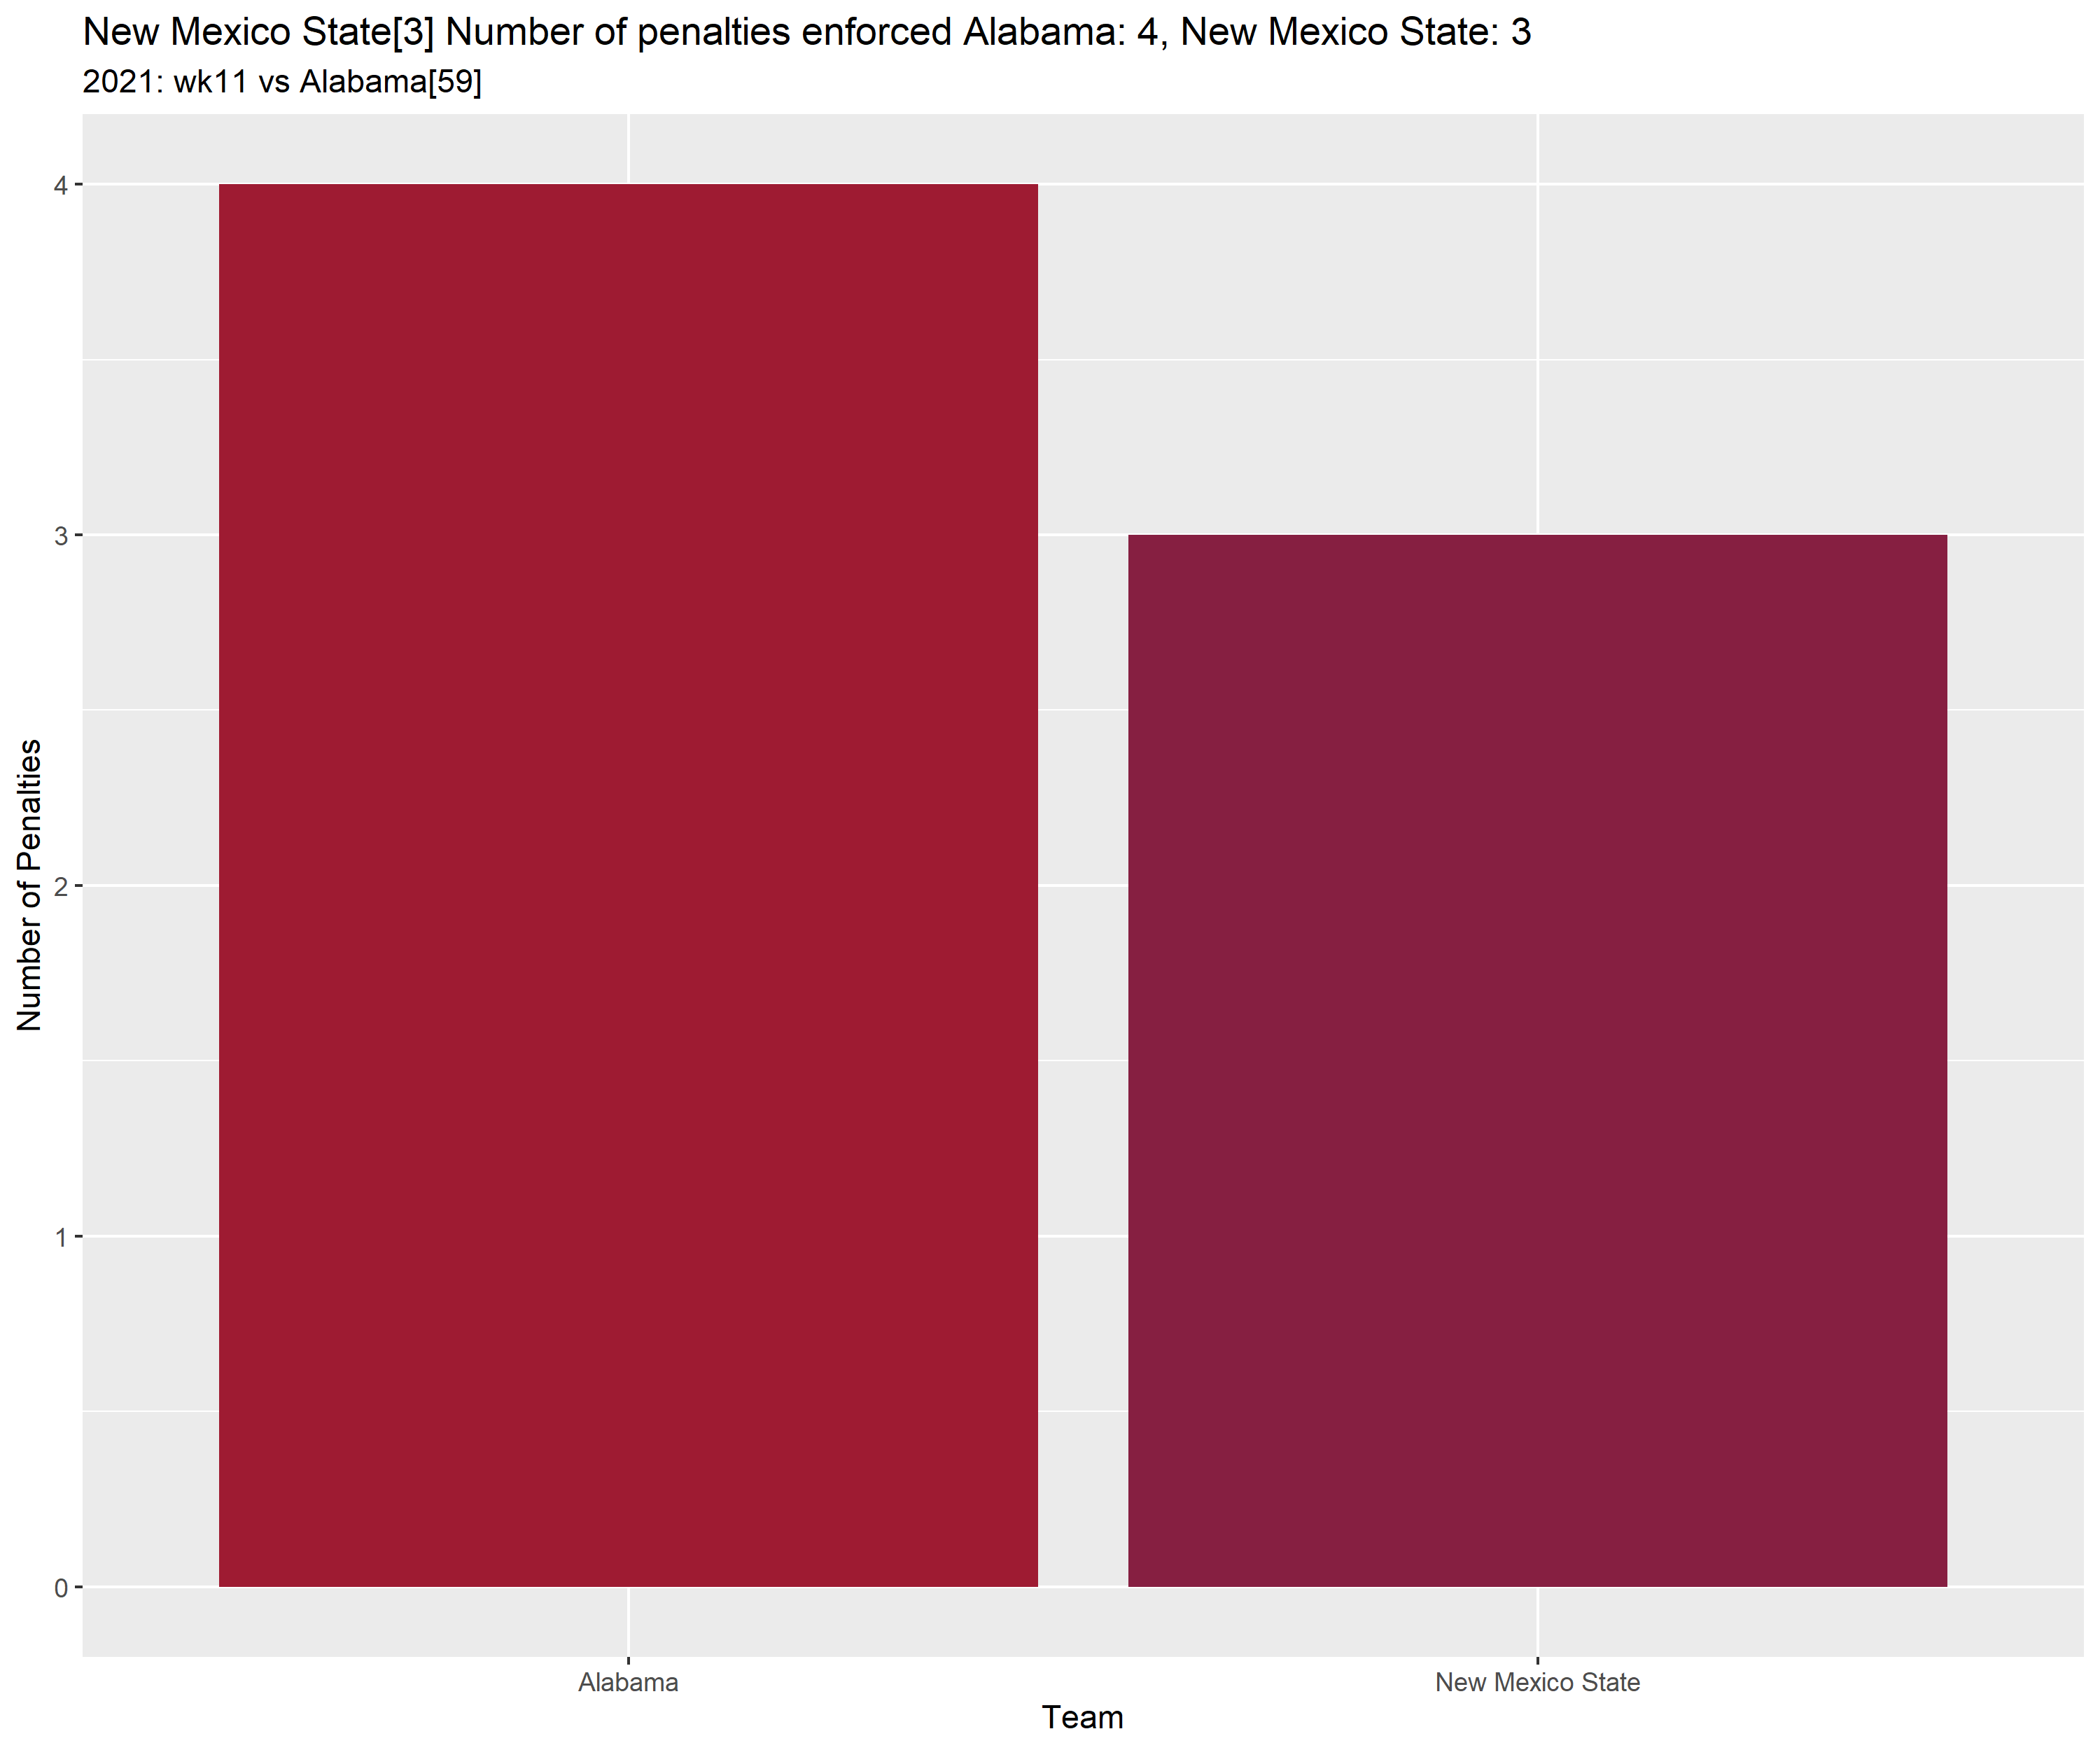 New Mexico State[3] Number of penalties enforced Alabama: 4, New Mexico State: 3
2021: wk11 vs Alabama[59]
Number of Penalties
4
3
2
1
0
Alabama
New Mexico State
Team